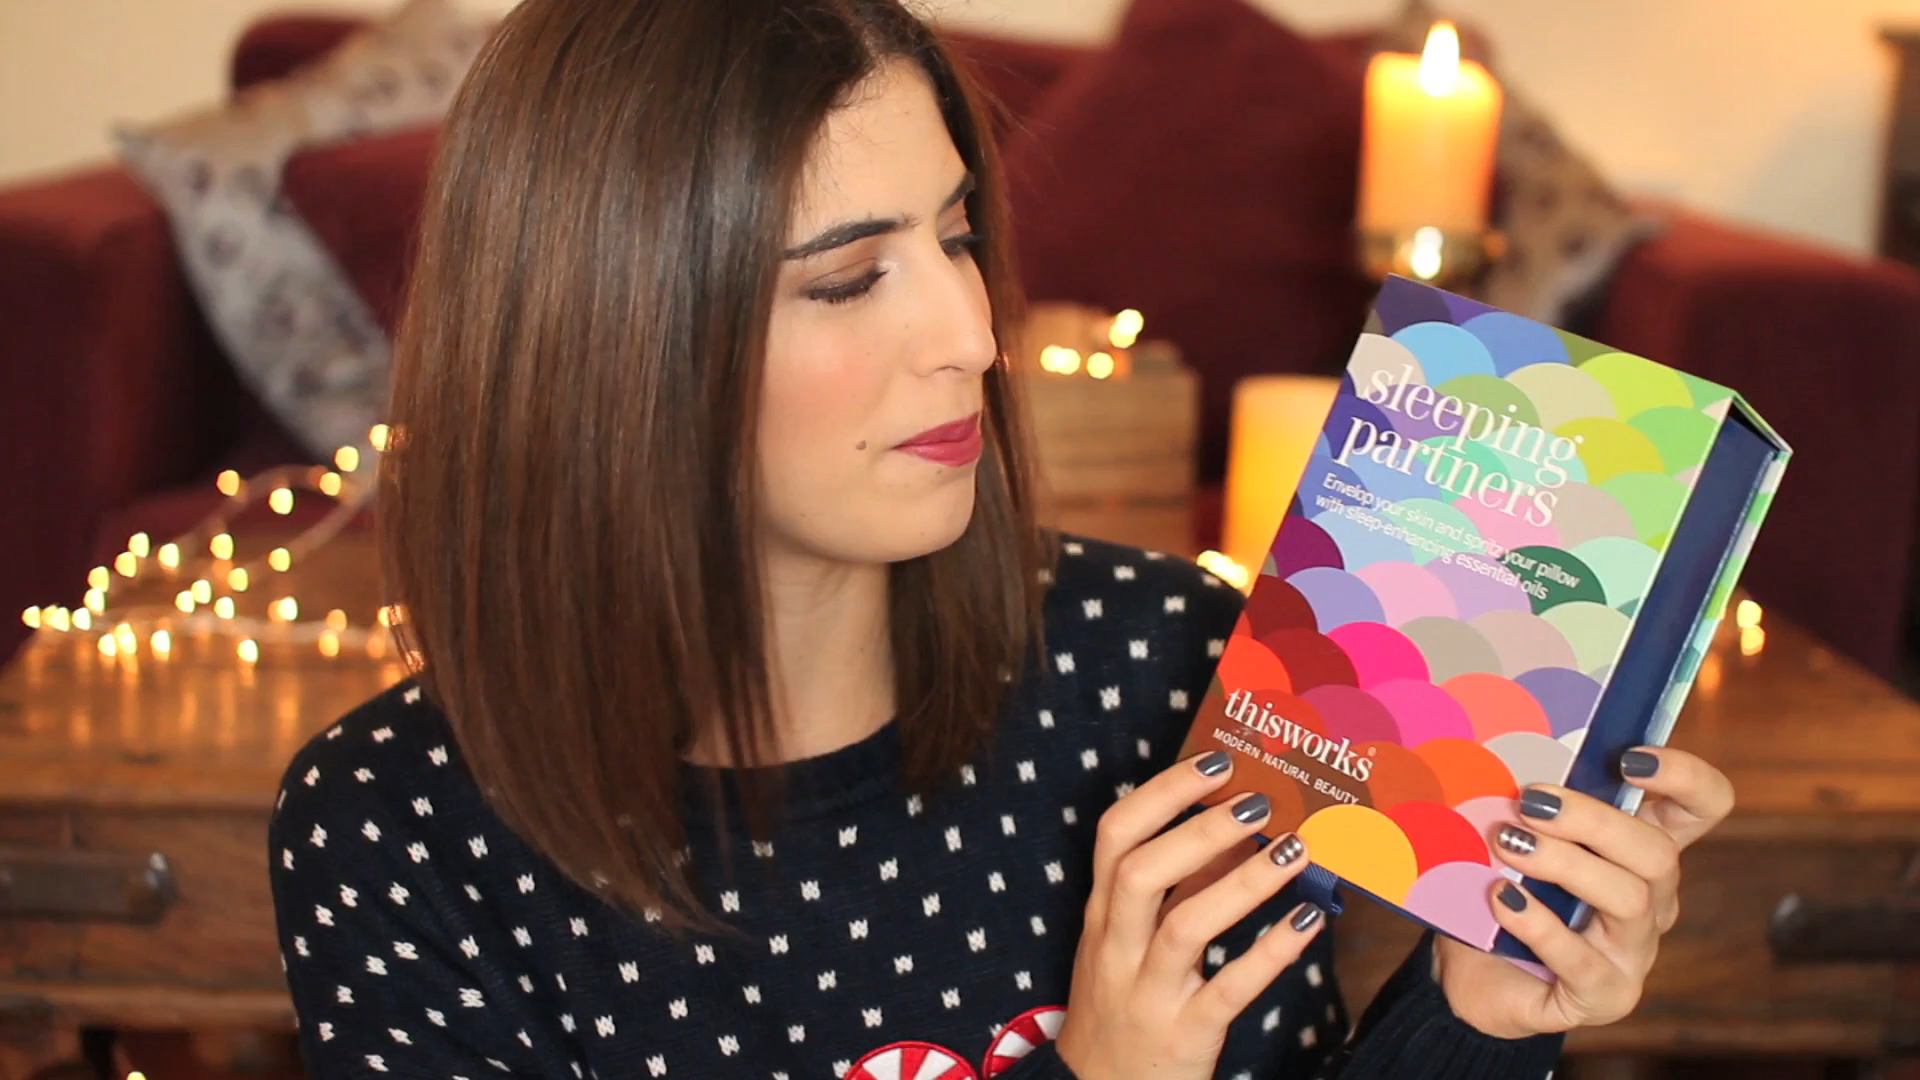 sleeping
partners
Envelop your skin and spritz your pillow
with sleep-enhancing essential oils
thisworks®
MODERN NATURAL BEAUTY